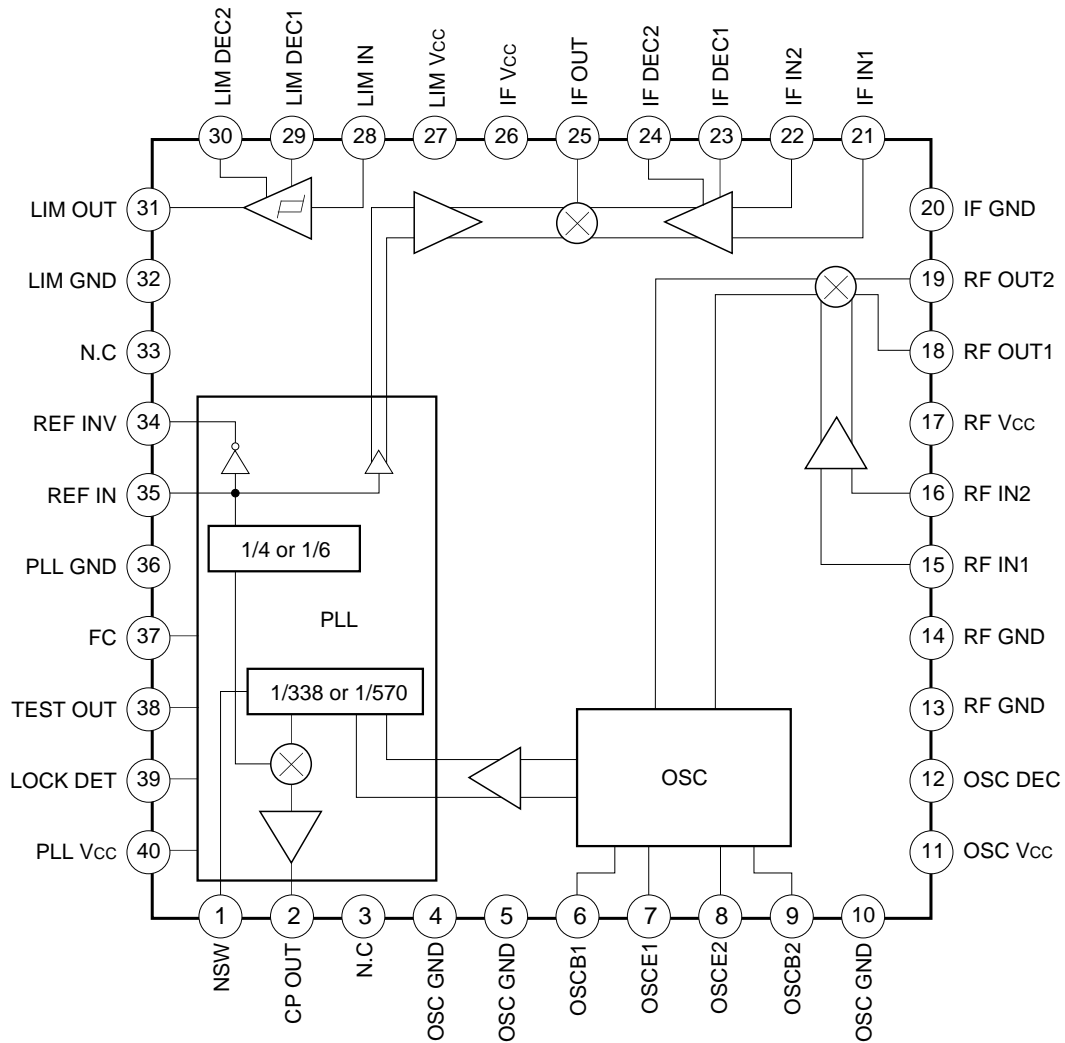 LIM DEC2
LIM DEC1
LIM IN
LIM VCC
IF VCC
IF OUT
IF DEC2
IF DEC1
IF IN2
IF IN1
30
29
28
27
26
25
24
23
22
21
LIM OUT
31
20
IF GND
LIM GND
32
19
RF OUT2
N.C
33
18
RF OUT1
REF INV
34
17
RF VCC
REF IN
35
16
RF IN2
1/4 or 1/6
PLL GND
36
15
RF IN1
PLL
FC
37
14
RF GND
1/338 or 1/570
TEST OUT
38
13
RF GND
OSC
LOCK DET
39
12
OSC DEC
PLL VCC
40
11
OSC VCC
1
2
3
4
5
6
7
8
9
10
NSW
CP OUT
N.C
OSC GND
OSC GND
OSCB1
OSCE1
OSCE2
OSCB2
OSC GND